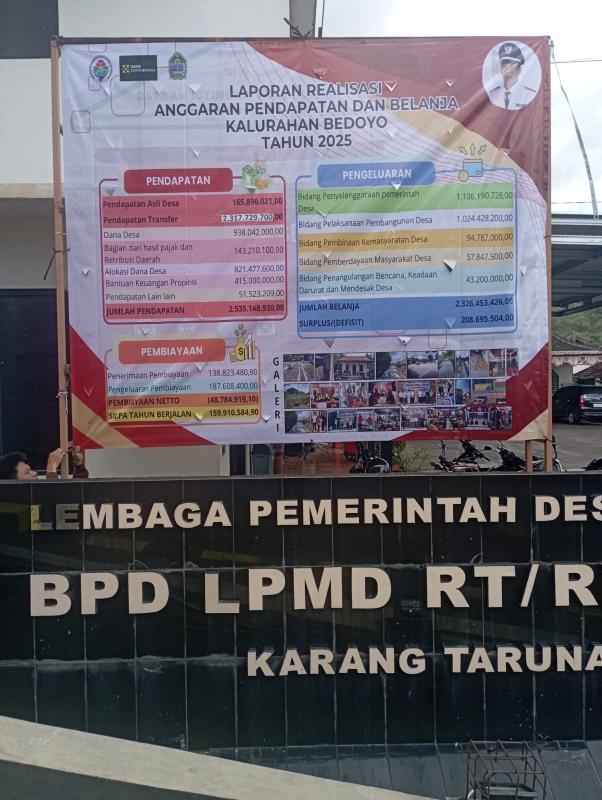 LAPORAN REALISASI
ANGGARAN PENDAPATAN DAN BELANJA
KALURAHAN BEDOYO
TAHUN 2025
PENDAPATAN
Pendapatan Asli Desa 165.896.021,00
Pendapatan Transfer 2.317.729.700,00
Dana Desa 938.042.000,00
Bagian dari hasil pajak dan
Retribusi Daerah 143.210.100,00
Alokasi Dana Desa 821.477.600,00
Bantuan Keuangan Propinsi 415.000.000,00
Pendapatan Lain lain 51.523.209,00
JUMLAH PENDAPATAN 2.535.148.930,00
PENGELUARAN
Bidang Penyelenggaraan pemerintah
Desa 1.106.190.726,00
Bidang Pelaksanaan Pembangunan Desa 1.024.428.200,00
Bidang Pembinaan Kemasyaratan Desa 94.787.000,00
Bidang Pemberdayaan Masyarakat Desa 57.847.500,00
Bidang Penangulangan Bencana, Keadaan
Darurat dan Mendesak Desa 43.200.000,00
JUMLAH BELANJA 2.326.453.426,00
SURPLUS/(DEFISIT) 208.695.504,00
PEMBIAYAAN
Penerimaan Pembiayaan 138.823.480,90
Pengeluaran Pembiayaan 187.608.400,00
PEMBIAYAAN NETTO (48.784.919,10)
SILPA TAHUN BERJALAN 159.910.584,90
GALERI
LEMBAGA PEMERINTAH DES
BPD LPMD RT/R
KARANG TARUNA